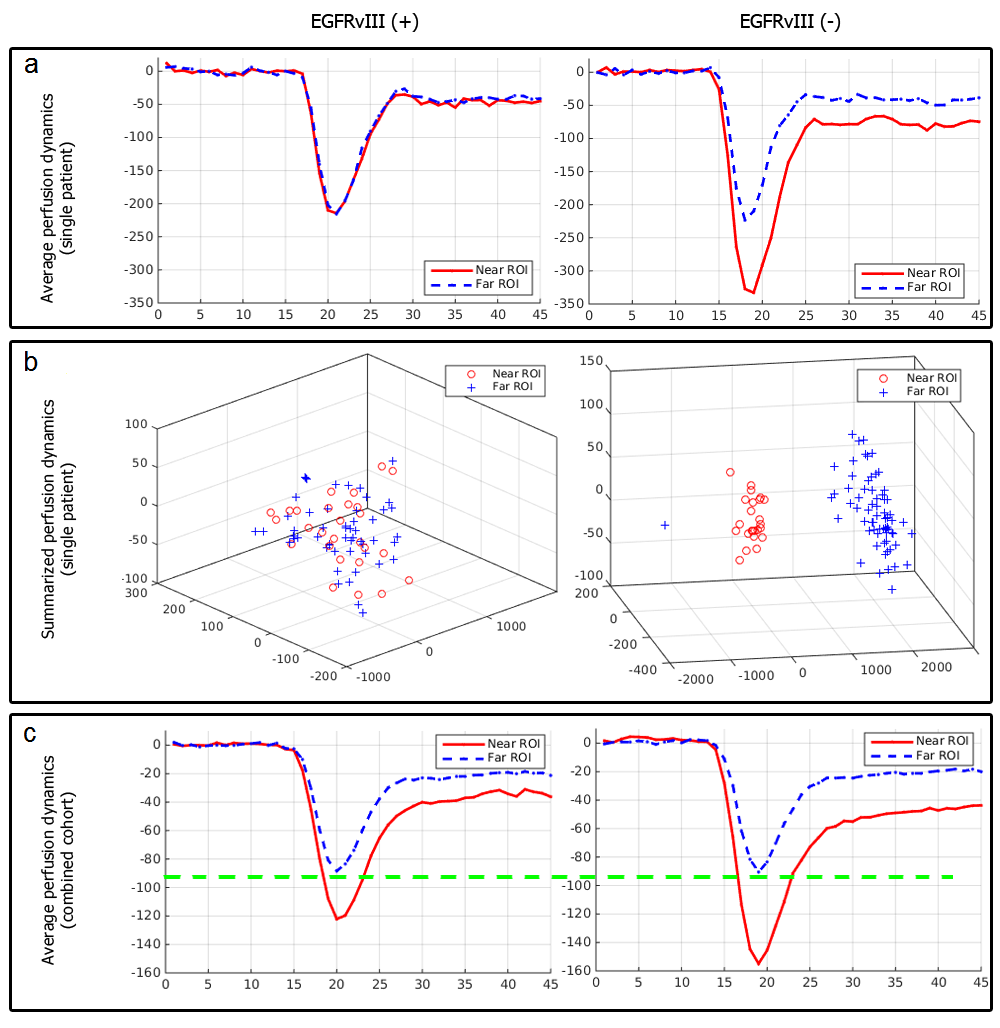 EGFRvIII (+)
EGFRvIII (-)
a
Average perfusion dynamics
(single patient)
0
-50
-100
-150
-200
-250
-300
-350
0 5 10 15 20 25 30 35 40 45
Near ROI
Far ROI
0
-50
-100
-150
-200
-250
-300
-350
0 5 10 15 20 25 30 35 40 45
Near ROI
Far ROI
b
Summarized perfusion dynamics
(single patient)
100
50
0
-50
-100
300
200
100
0
-100
-200
-1000
0
1000
Near ROI
Far ROI
150
100
50
0
-50
-100
200
0
-200
-400
-2000
-1000
0
1000
2000
Near ROI
Far ROI
c
Average perfusion dynamics
(combined cohort)
0
-20
-40
-60
-80
-100
-120
-140
-160
0 5 10 15 20 25 30 35 40 45
Near ROI
Far ROI
0
-20
-40
-60
-80
-100
-120
-140
-160
0 5 10 15 20 25 30 35 40 45
Near ROI
Far ROI